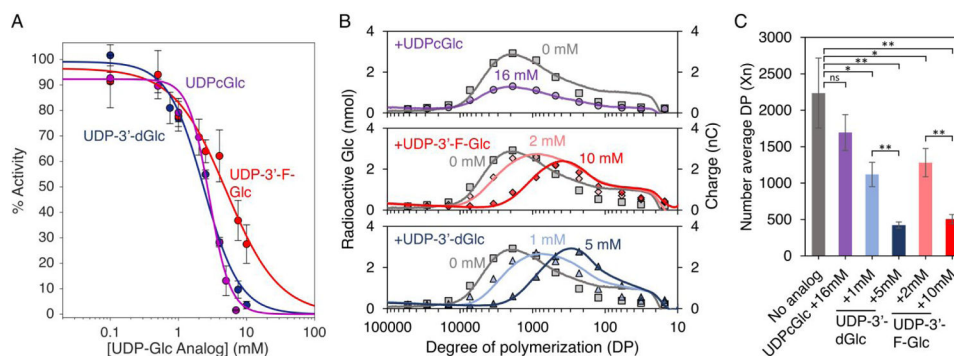 A
% Activity
100
90
80
70
60
50
40
30
20
10
0
UDPcGlc
UDP-3'-dGlc
UDP-3'-F-
Glc
0.1
1
10
100
[UDP-Glc Analog] (mM)
B
Radioactive Glc (nmol)
Charge (nC)
+UDPcGlc
0 mM
16 mM
4
2
0
4
2
0
+UDP-3'-F-Glc
0 mM
2 mM
10 mM
4
2
0
4
2
0
+UDP-3'-dGlc
0 mM
1 mM
5 mM
4
2
0
4
2
0
100000
10000
1000
100
10
Degree of polymerization (DP)
C
Number average DP (Xn)
3000
2500
2000
1500
1000
500
0
**
*
**
*
ns
**
**
No analog
UDPcGlc +16mM
+1mM
+5mM
+2mM
+10mM
UDP-3'-
dGlc
UDP-3'-
F-Glc